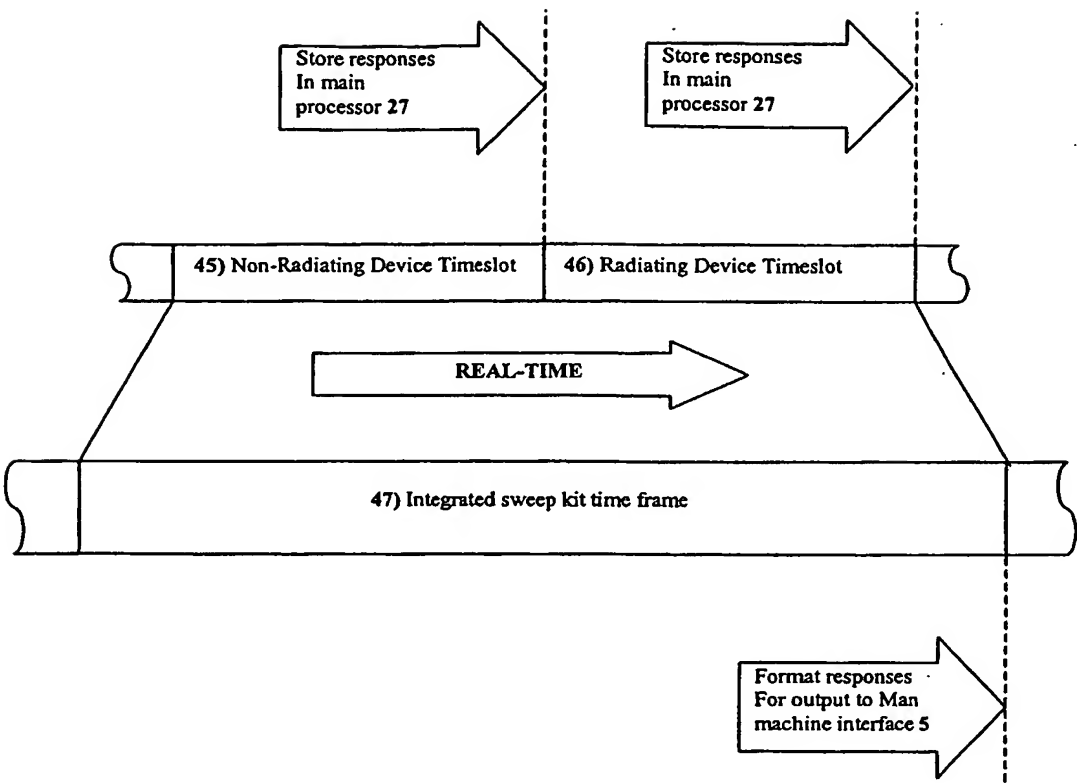 Store responses
In main
processor 27
Store responses
In main
processor 27
45) Non-Radiating Device Timeslot
46) Radiating Device Timeslot
REAL-TIME
47) Integrated sweep kit time frame
Format responses
For output to Man
machine interface 5